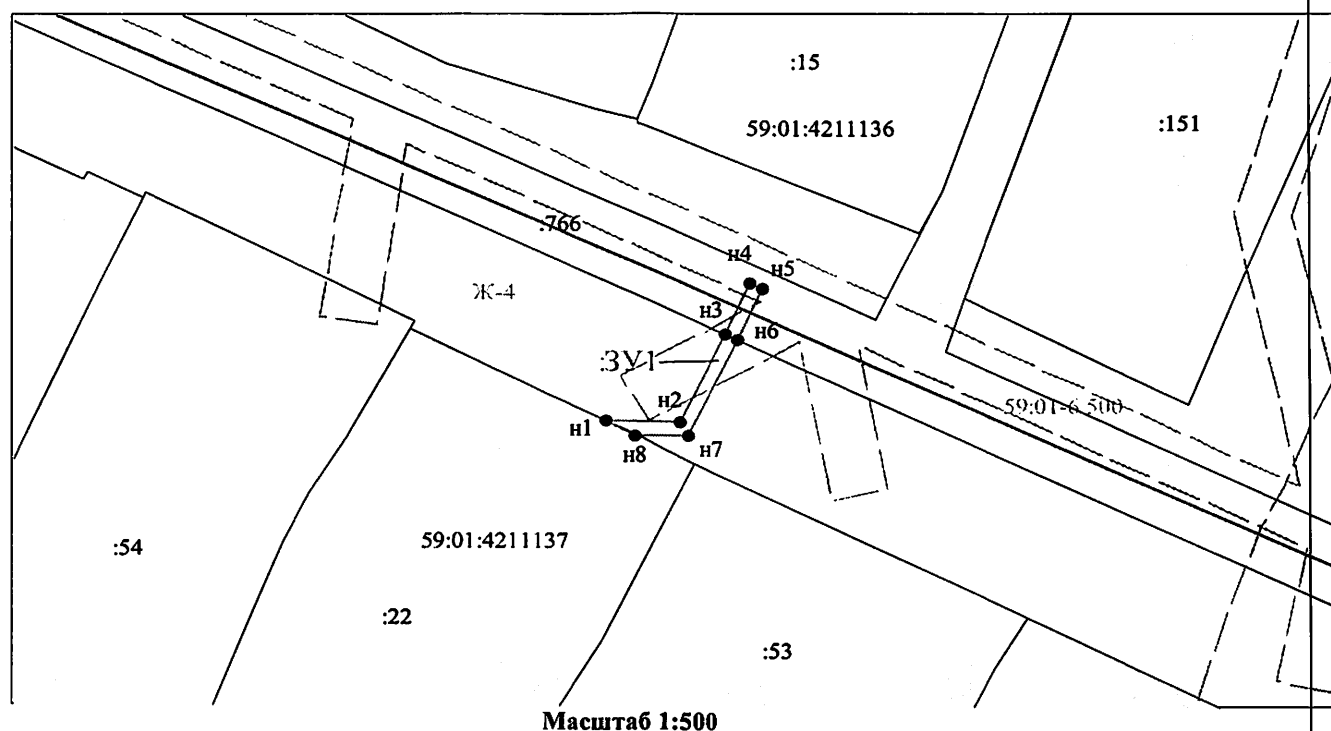 :15
59:01:4211136
:151
:766
н4
н5
Ж-4
н3
н6
:ЗУ1
59:01-6.500
н2
н1
н7
н8
:54
59:01:4211137
:22
:53
Масштаб 1:500